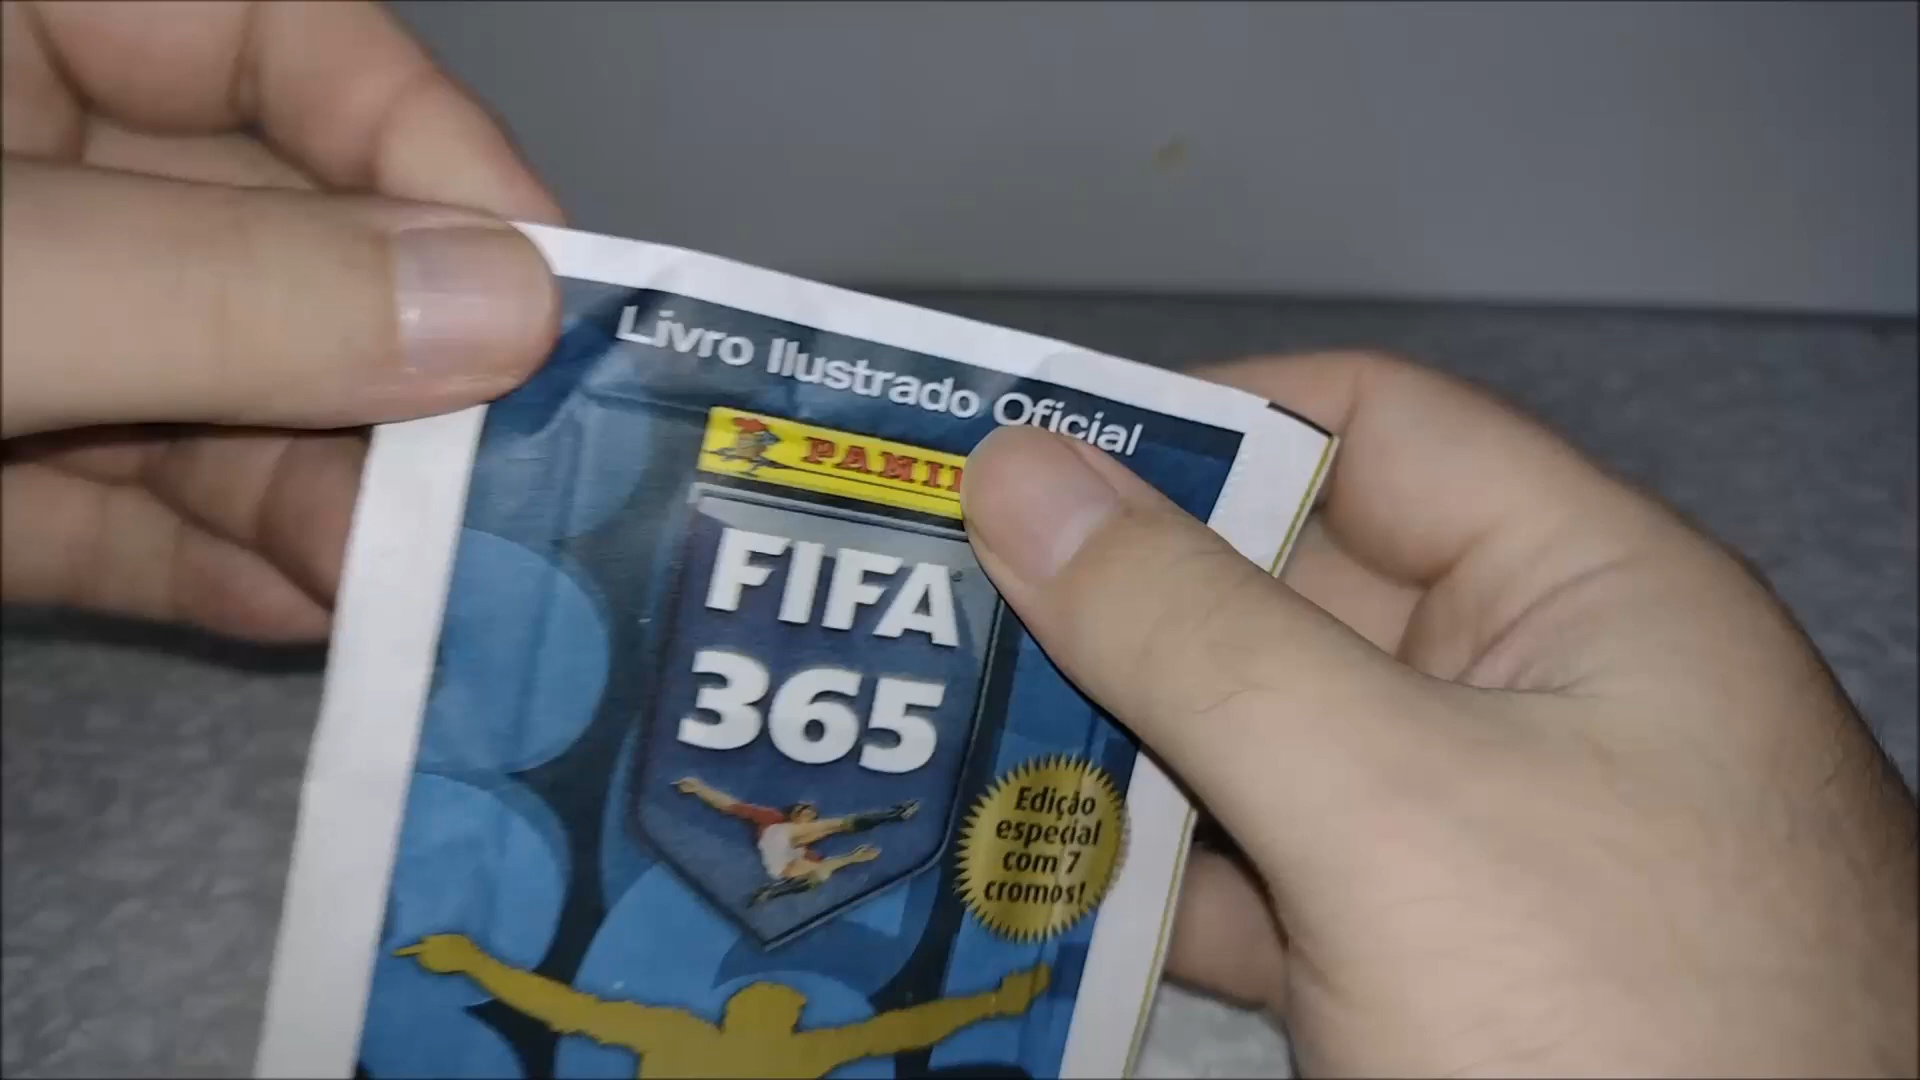 Livro Ilustrado Oficial
FIFA
365
Edição
especial
com 7
cromos!